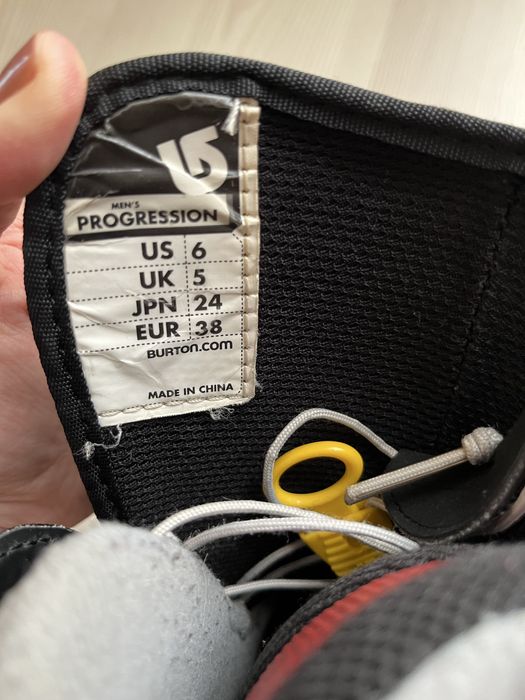 MEN'S
PROGRESSION
US 6
UK 5
JPN 24
EUR 38
BURTON.COM
MADE IN CHINA